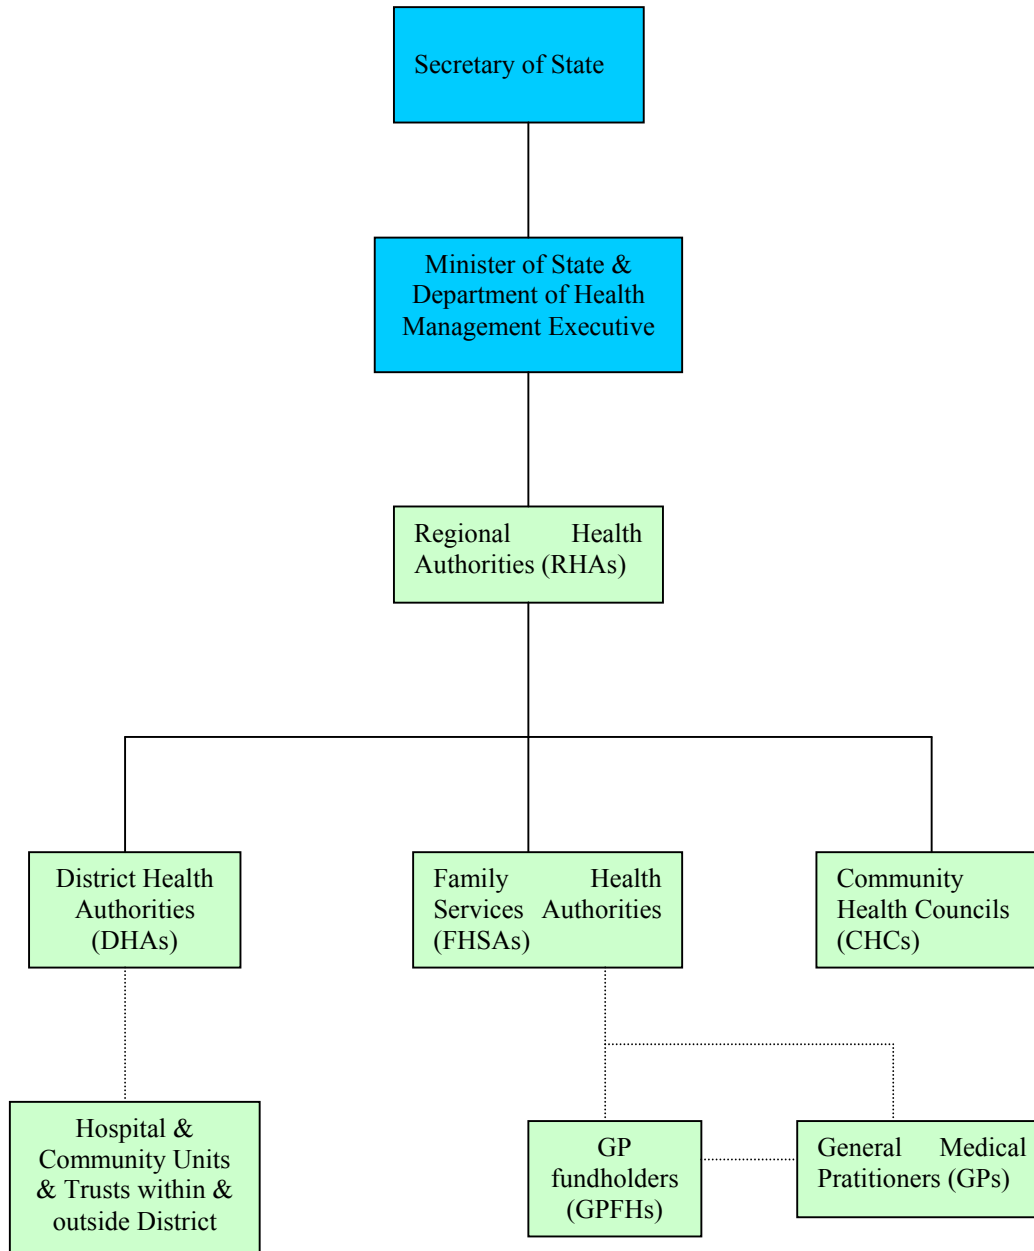 Secretary of State
Minister of State &
Department of Health
Management Executive
Regional Health
Authorities (RHAs)
District Health
Authorities
(DHAs)
Family Health
Services Authorities
(FHSAs)
Community
Health Councils
(CHCs)
Hospital &
Community Units
& Trusts within &
outside District
GP
fundholders
(GPFHs)
General Medical
Pratitioners (GPs)